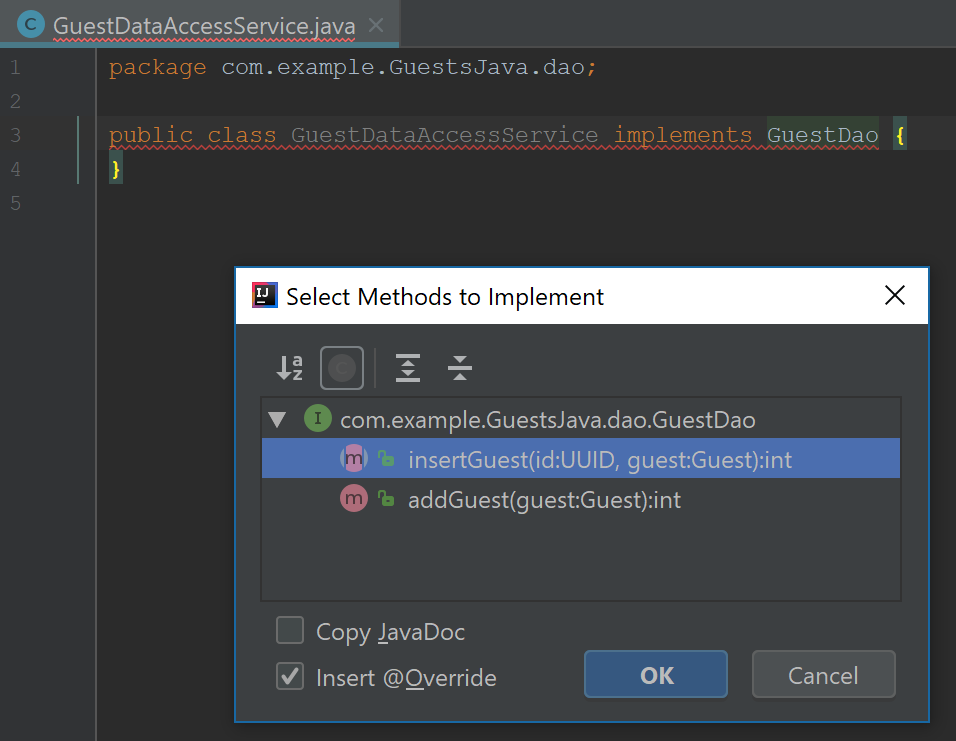 C GuestDataAccessService.java
1 package com.example.GuestsJava.dao;
2
3 public class GuestDataAccessService implements GuestDao {
4 }
5
IJ Select Methods to Implement
a z C
I com.example.GuestsJava.dao.GuestDao
m insertGuest(id:UUID, guest:Guest):int
m addGuest(guest:Guest):int
Copy JavaDoc
Insert @Override
OK Cancel